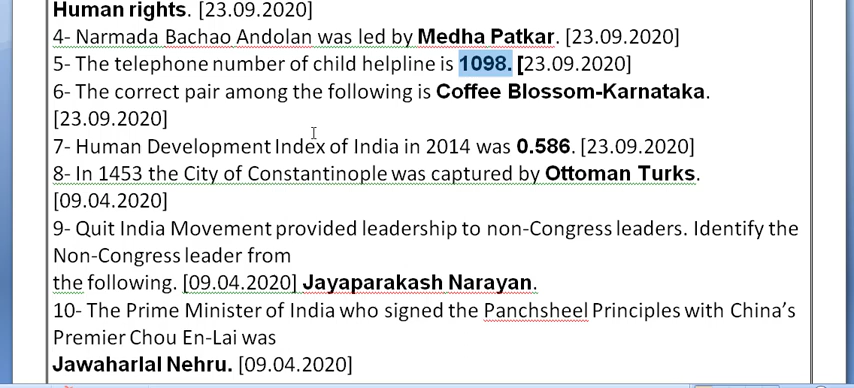 Human rights. [23.09.2020]
4- Narmada Bachao Andolan was led by Medha Patkar. [23.09.2020]
5- The telephone number of child helpline is 1098. [23.09.2020]
6- The correct pair among the following is Coffee Blossom-Karnataka.
[23.09.2020]
7- Human Development Index of India in 2014 was 0.586. [23.09.2020]
8- In 1453 the City of Constantinople was captured by Ottoman Turks.
[09.04.2020]
9- Quit India Movement provided leadership to non-Congress leaders. Identify the
Non-Congress leader from
the following. [09.04.2020] Jayaparakash Narayan.
10- The Prime Minister of India who signed the Panchsheel Principles with China's
Premier Chou En-Lai was
Jawaharlal Nehru. [09.04.2020]